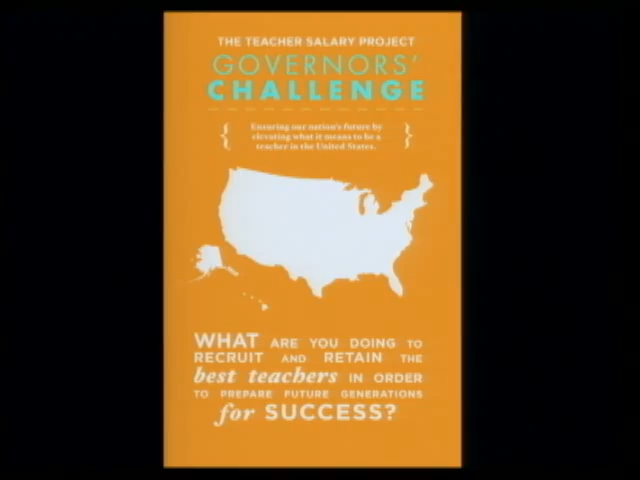 THE TEACHER SALARY PROJECT
GOVERNORS'
CHALLENGE
{ Ensuring our nation's future by
elevating what it means to be a
teacher in the United States. }
WHAT ARE YOU DOING TO
RECRUIT AND RETAIN THE
best teachers IN ORDER
TO PREPARE FUTURE GENERATIONS
for SUCCESS?